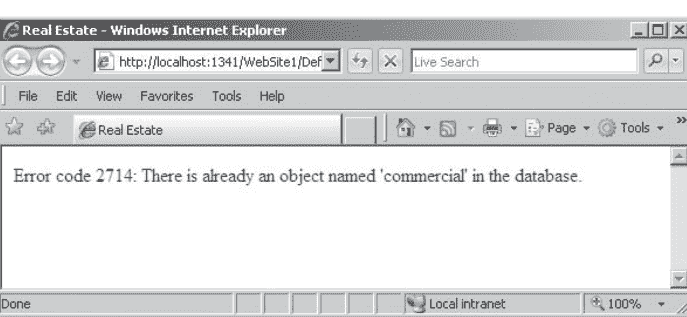 Real Estate - Windows Internet Explorer
http://localhost:1341/WebSite1/Def
Live Search
File Edit View Favorites Tools Help
Real Estate
Page Tools »
Error code 2714: There is already an object named 'commercial' in the database.
Done
Local intranet
100%